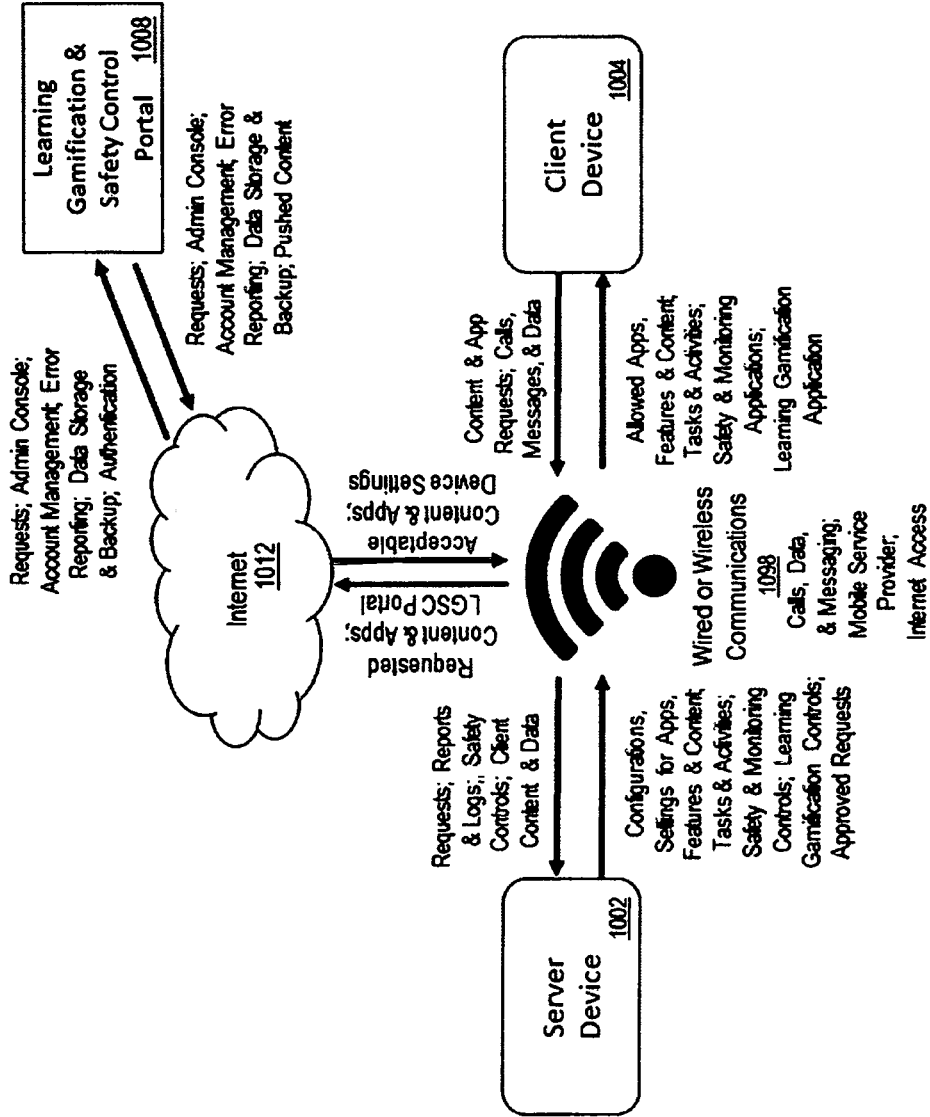 Learning
Gamification &
Safety Control
Portal 1008
Requests; Admin Console;
Account Management; Error
Reporting; Data Storage
& Backup; Authentication
Requests; Admin Console;
Account Management; Error
Reporting; Data Storage &
Backup; Pushed Content
Internet
1012
Requested
Content & Apps;
LGSC Portal
Acceptable
Content & Apps;
Device Settings
Requests; Reports
& Logs;; Safety
Controls; Client
Content & Data
Content & App
Requests; Calls,
Messages, & Data
Server
Device
1002
Configurations,
Settings for Apps,
Features & Content;
Tasks & Activities;
Safety & Monitoring
Controls; Learning
Gamification Controls;
Approved Requests
Wired or Wireless
Communications
1098
Calls, Data,
& Messaging;
Mobile Service
Provider;
Internet Access
Allowed Apps,
Features & Content;
Tasks & Activities;
Safety & Monitoring
Applications;
Learning Gamification
Application
Client
Device
1004